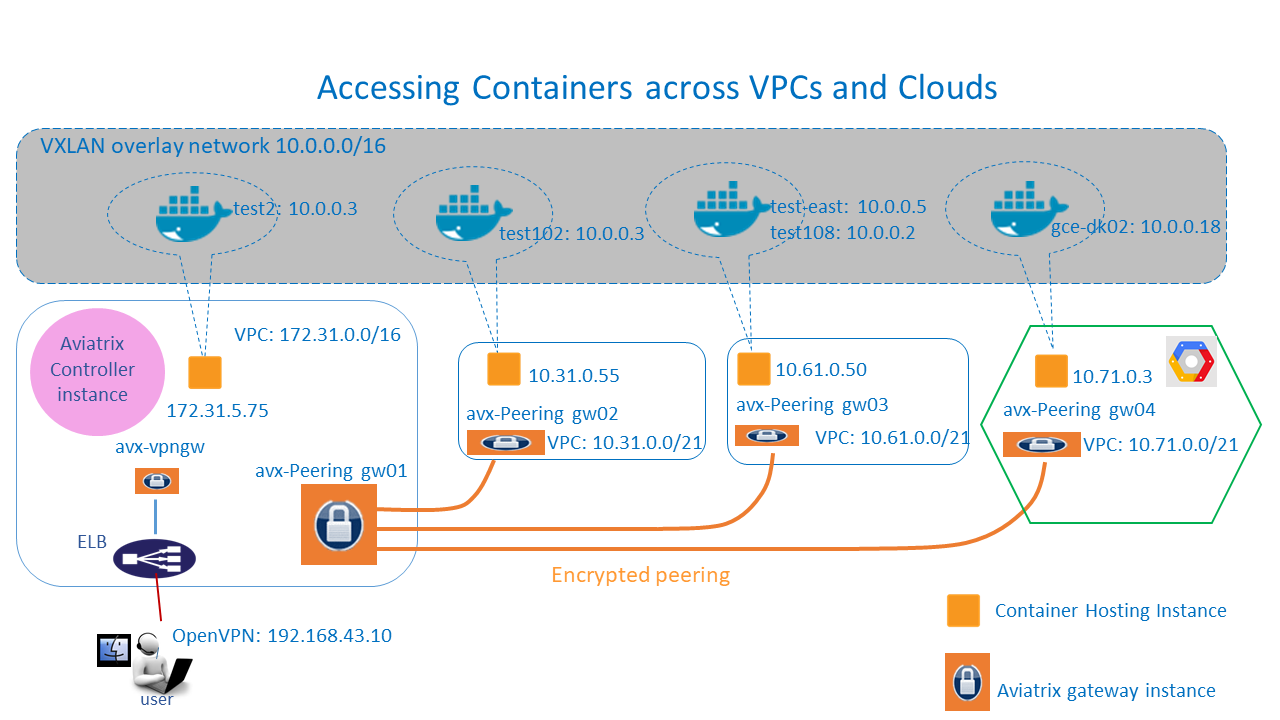 Accessing Containers across VPCs and Clouds
VXLAN overlay network 10.0.0.0/16
test2: 10.0.0.3
test102: 10.0.0.3
test-east: 10.0.0.5
test108: 10.0.0.2
gce-dk02: 10.0.0.18
Aviatrix
Controller
instance
VPC: 172.31.0.0/16
172.31.5.75
avx-vpngw
avx-Peering gw01
ELB
10.31.0.55
avx-Peering gw02
VPC: 10.31.0.0/21
10.61.0.50
avx-Peering gw03
VPC: 10.61.0.0/21
10.71.0.3
avx-Peering gw04
VPC: 10.71.0.0/21
Encrypted peering
OpenVPN: 192.168.43.10
user
Container Hosting Instance
Aviatrix gateway instance